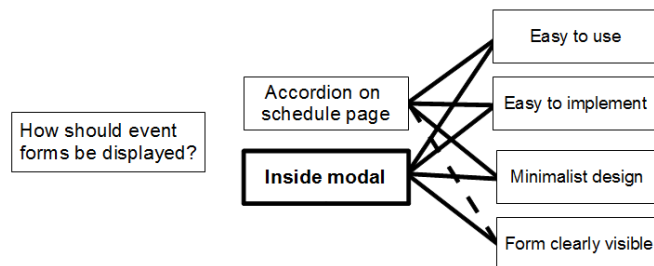 How should event
forms be displayed?
Accordion on
schedule page
Inside modal
Easy to use
Easy to implement
Minimalist design
Form clearly visible